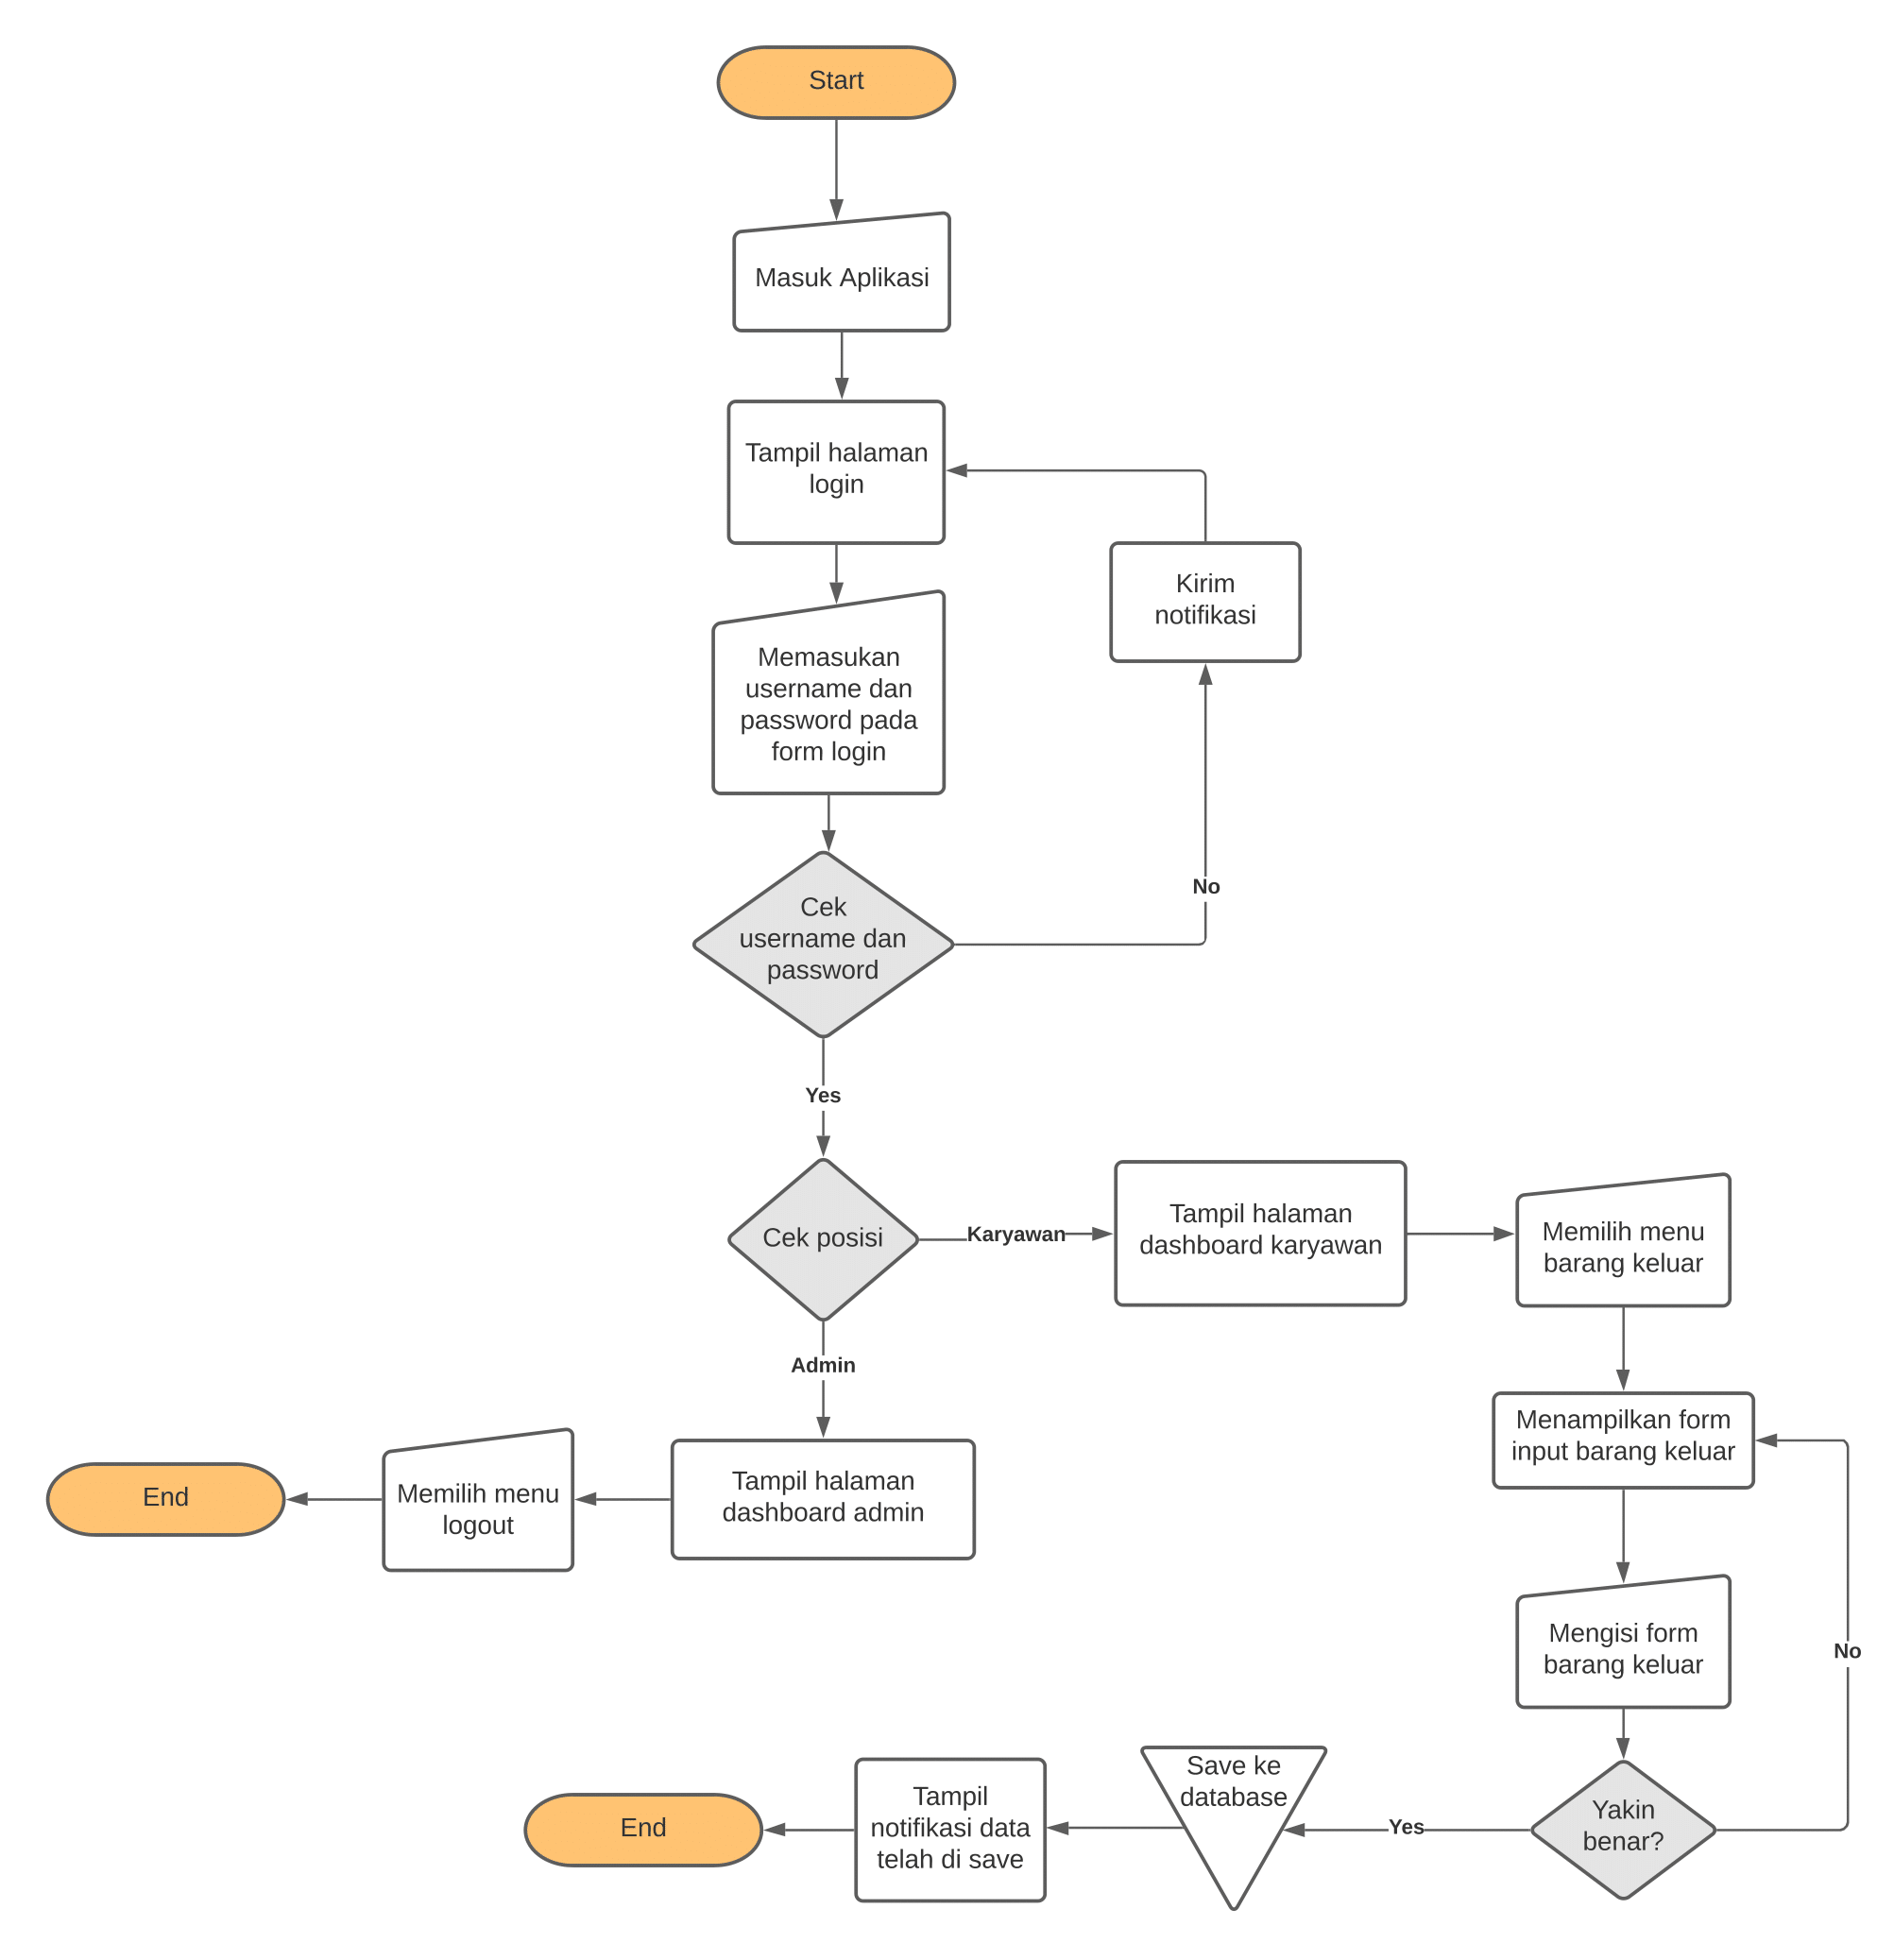 Start
Masuk Aplikasi
Tampil halaman
login
Kirim
notifikasi
Memasukan
username dan
password pada
form login
No
Cek
username dan
password
Yes
Cek posisi
Karyawan
Tampil halaman
dashboard karyawan
Memilih menu
barang keluar
Admin
Menampilkan form
input barang keluar
Tampil halaman
dashboard admin
Memilih menu
logout
End
Mengisi form
barang keluar
No
Yakin
benar?
Yes
Save ke
database
Tampil
notifikasi data
telah di save
End